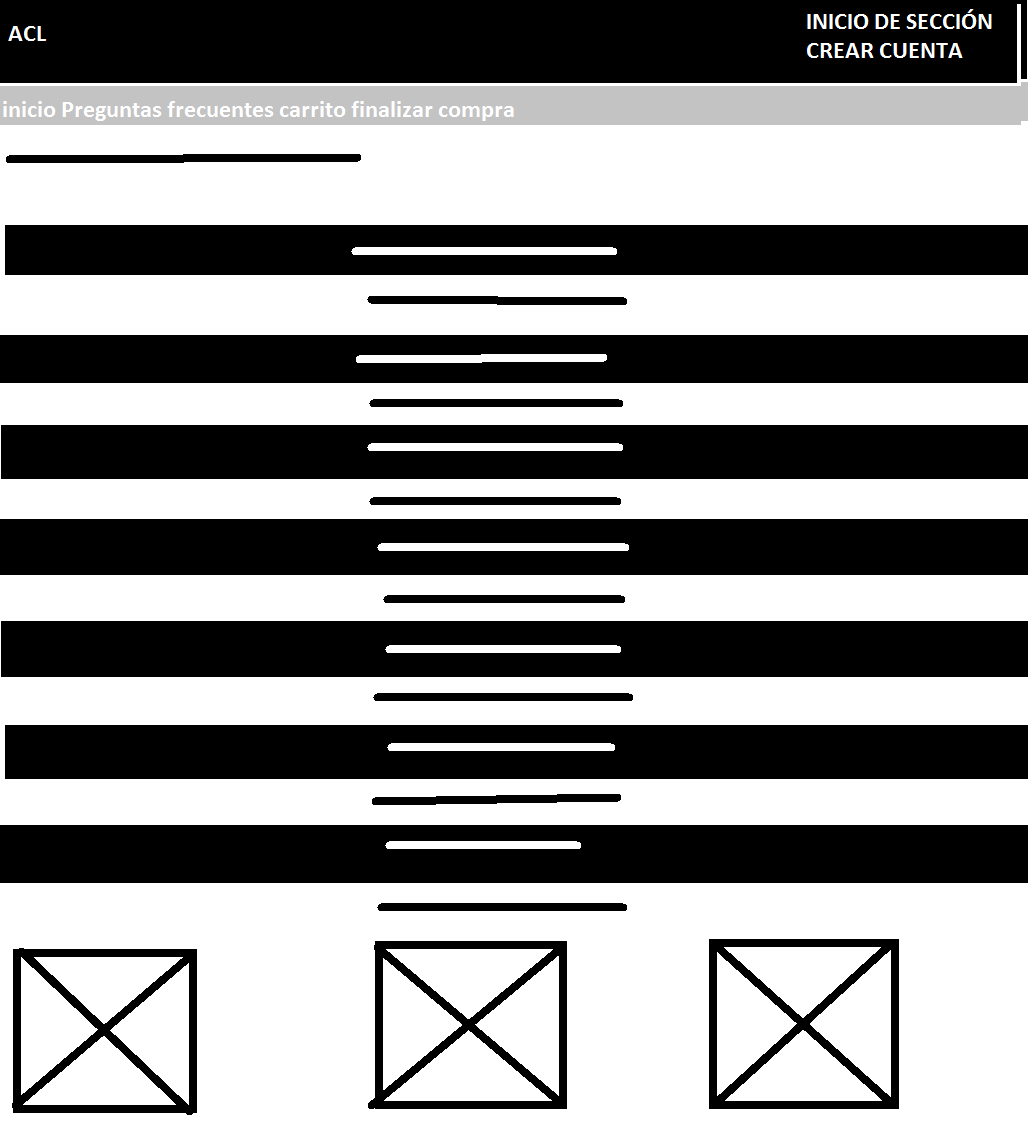 ACL
INICIO DE SECCIÓN
CREAR CUENTA
inicio Preguntas frecuentes carrito finalizar compra